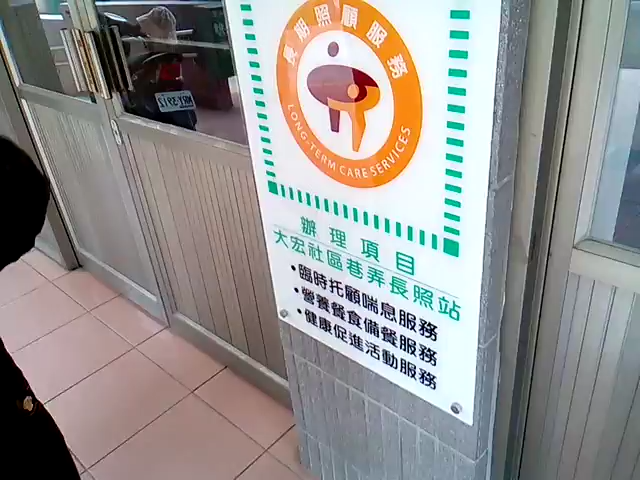 長期照顧服務
LONG-TERM CARE SERVICES
辦理項目
大宏社區巷弄長照站
•臨時托顧喘息服務
•營養餐食備餐服務
•健康促進活動服務